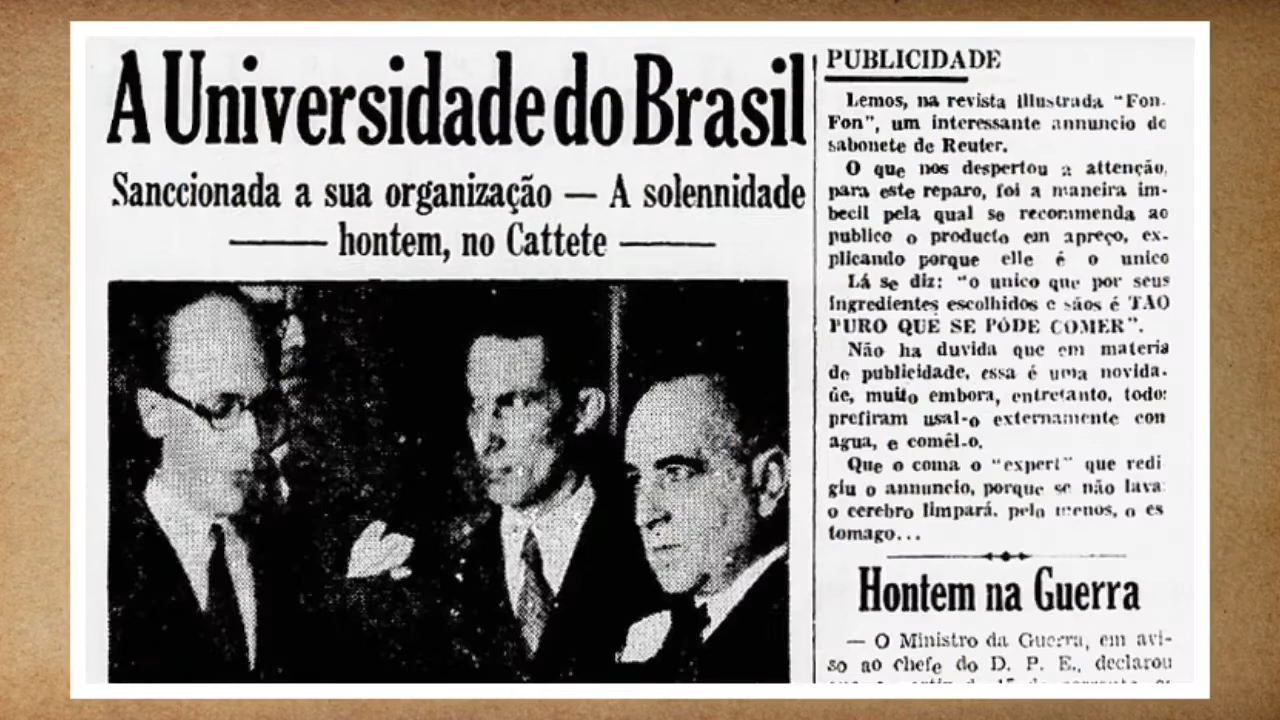 A Universidade do Brasil
Sanccionada a sua organização — A solennidade
hontem, no Cattete
PUBLICIDADE
Lemos, na revista illustrada "Fon-
Fon", um interessante annuncio do
sabonete de Reuter.
O que nos despertou a attenção,
para este reparo, foi a maneira im-
becil pela qual se recommenda ao
publico o producto em apreço, ex-
plicando porque elle é o unico
Lá se diz: "o unico que por seus
ingredientes escolhidos e sãos é TAO
PURO QUE SE PÓDE COMER".
Não ha duvida que em materia
de publicidade, essa é uma novida-
de, muito embora, entretanto, todos
prefiram usal-o externamente con
agua, e comêl-o.
Que o coma o "expert" que redi
giu o annuncio, porque se não lava
o cerebro limpará, pelo menos, o es
tomago...
Hontem na Guerra
— O Ministro da Guerra, em avi-
so ao chefe do D. P. E., declarou